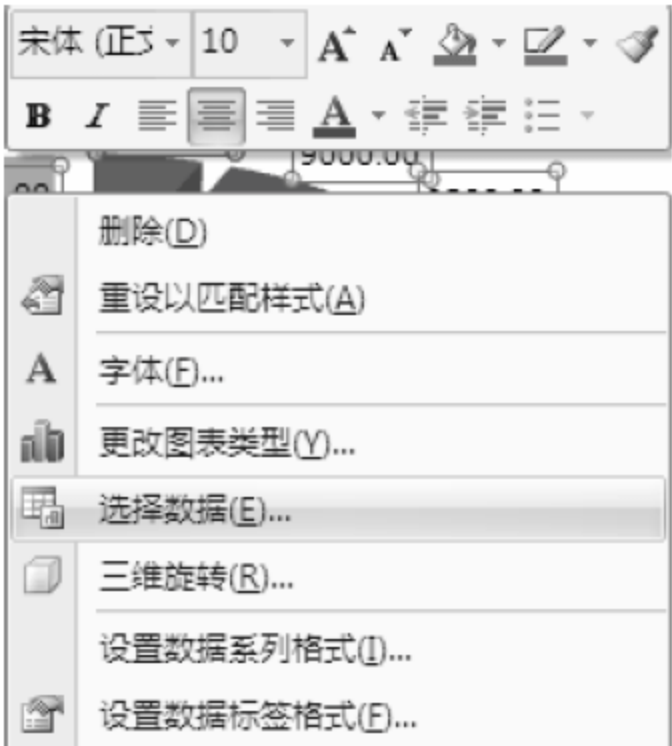 宋体 (正文 10 A A
B I A
9000.00
00
删除(D)
重设以匹配样式(A)
A 字体(F)...
更改图表类型(Y)...
选择数据(E)...
三维旋转(R)...
设置数据系列格式(I)...
设置数据标签格式(F)...